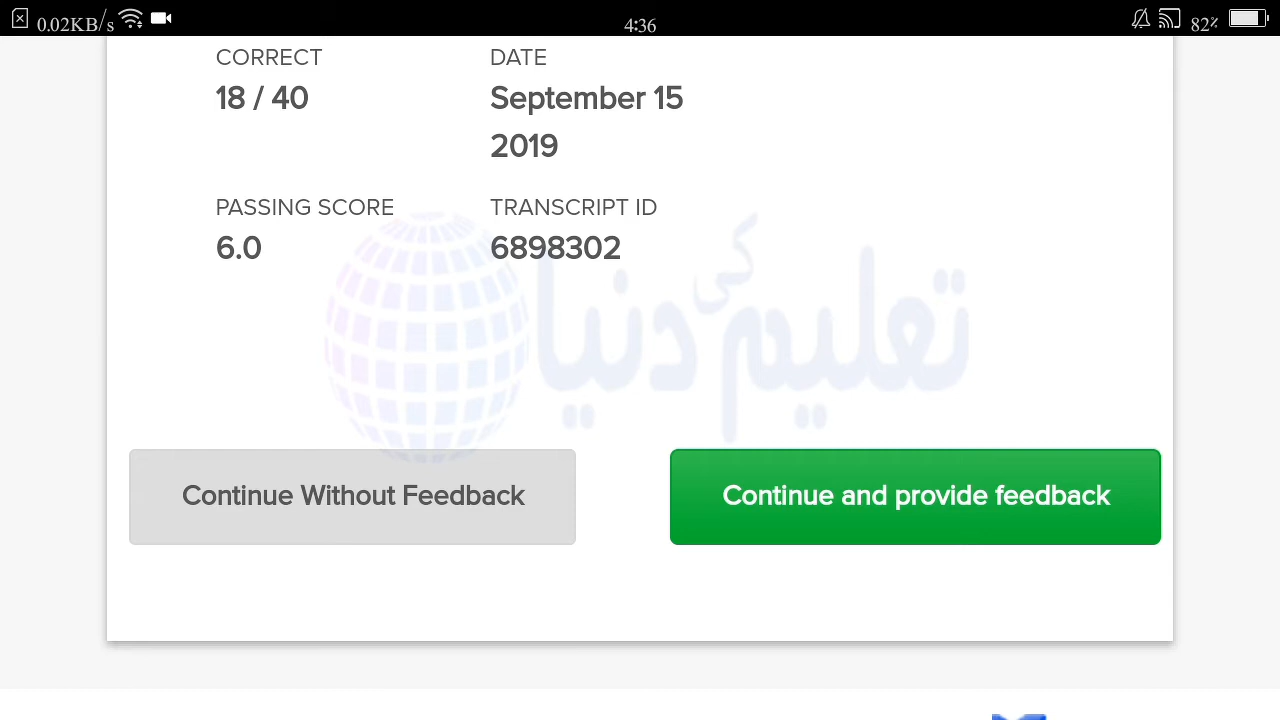 0.02KB/s 4:36 82%
CORRECT DATE
18 / 40 September 15
2019
PASSING SCORE TRANSCRIPT ID
6.0 6898302
تعلیم کی دنیا
Continue Without Feedback Continue and provide feedback